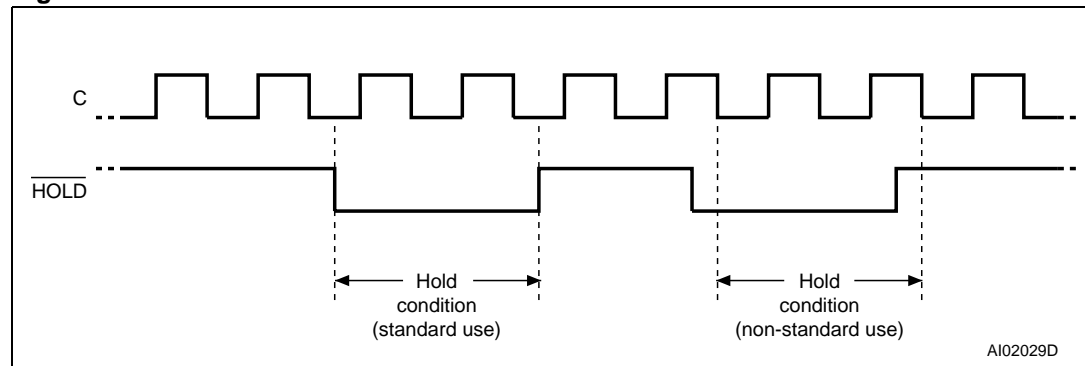 C
HOLD
Hold
condition
(standard use)
Hold
condition
(non-standard use)
AI02029D